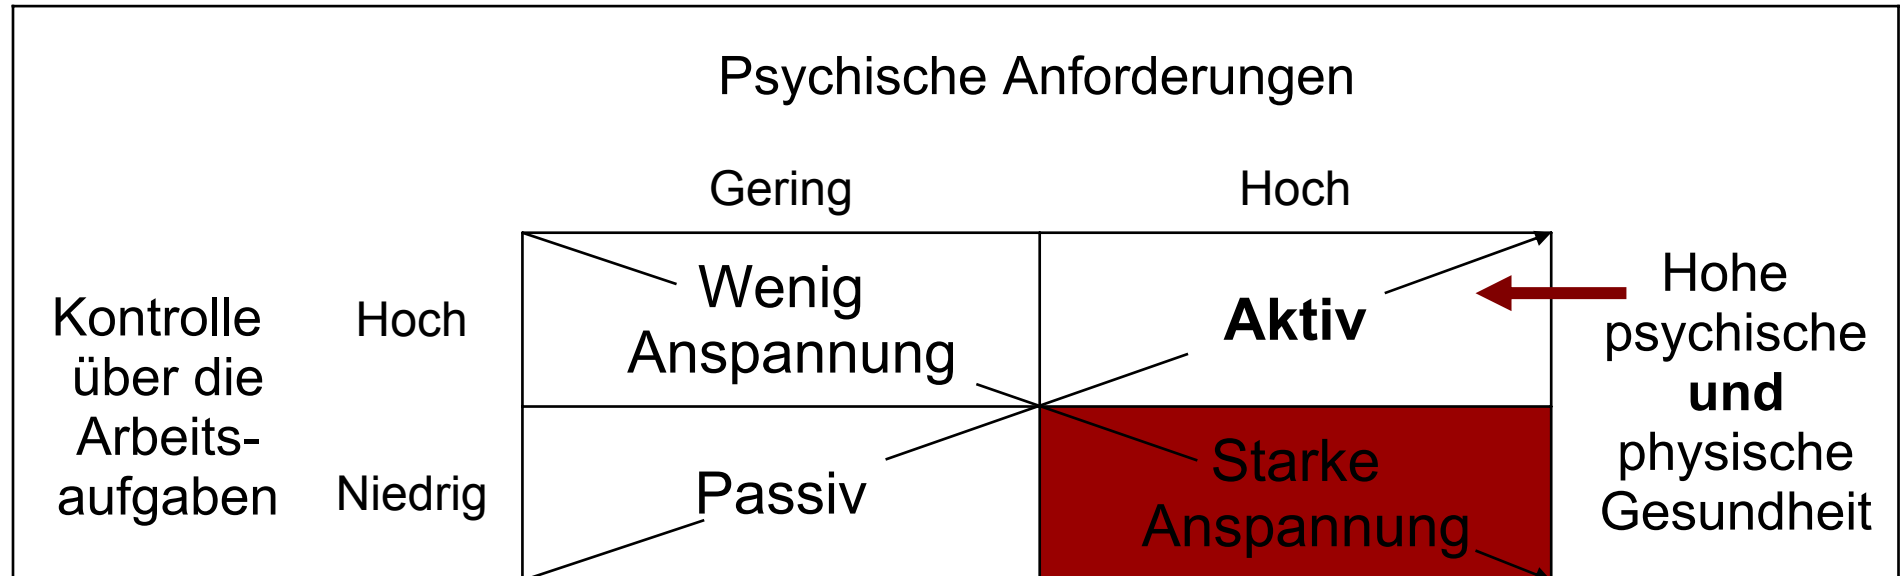 Psychische Anforderungen
Gering
Hoch
Kontrolle
über die
Arbeits-
aufgaben
Hoch
Niedrig
Wenig
Anspannung
Aktiv
Passiv
Starke
Anspannung
Hohe
psychische
und
physische
Gesundheit